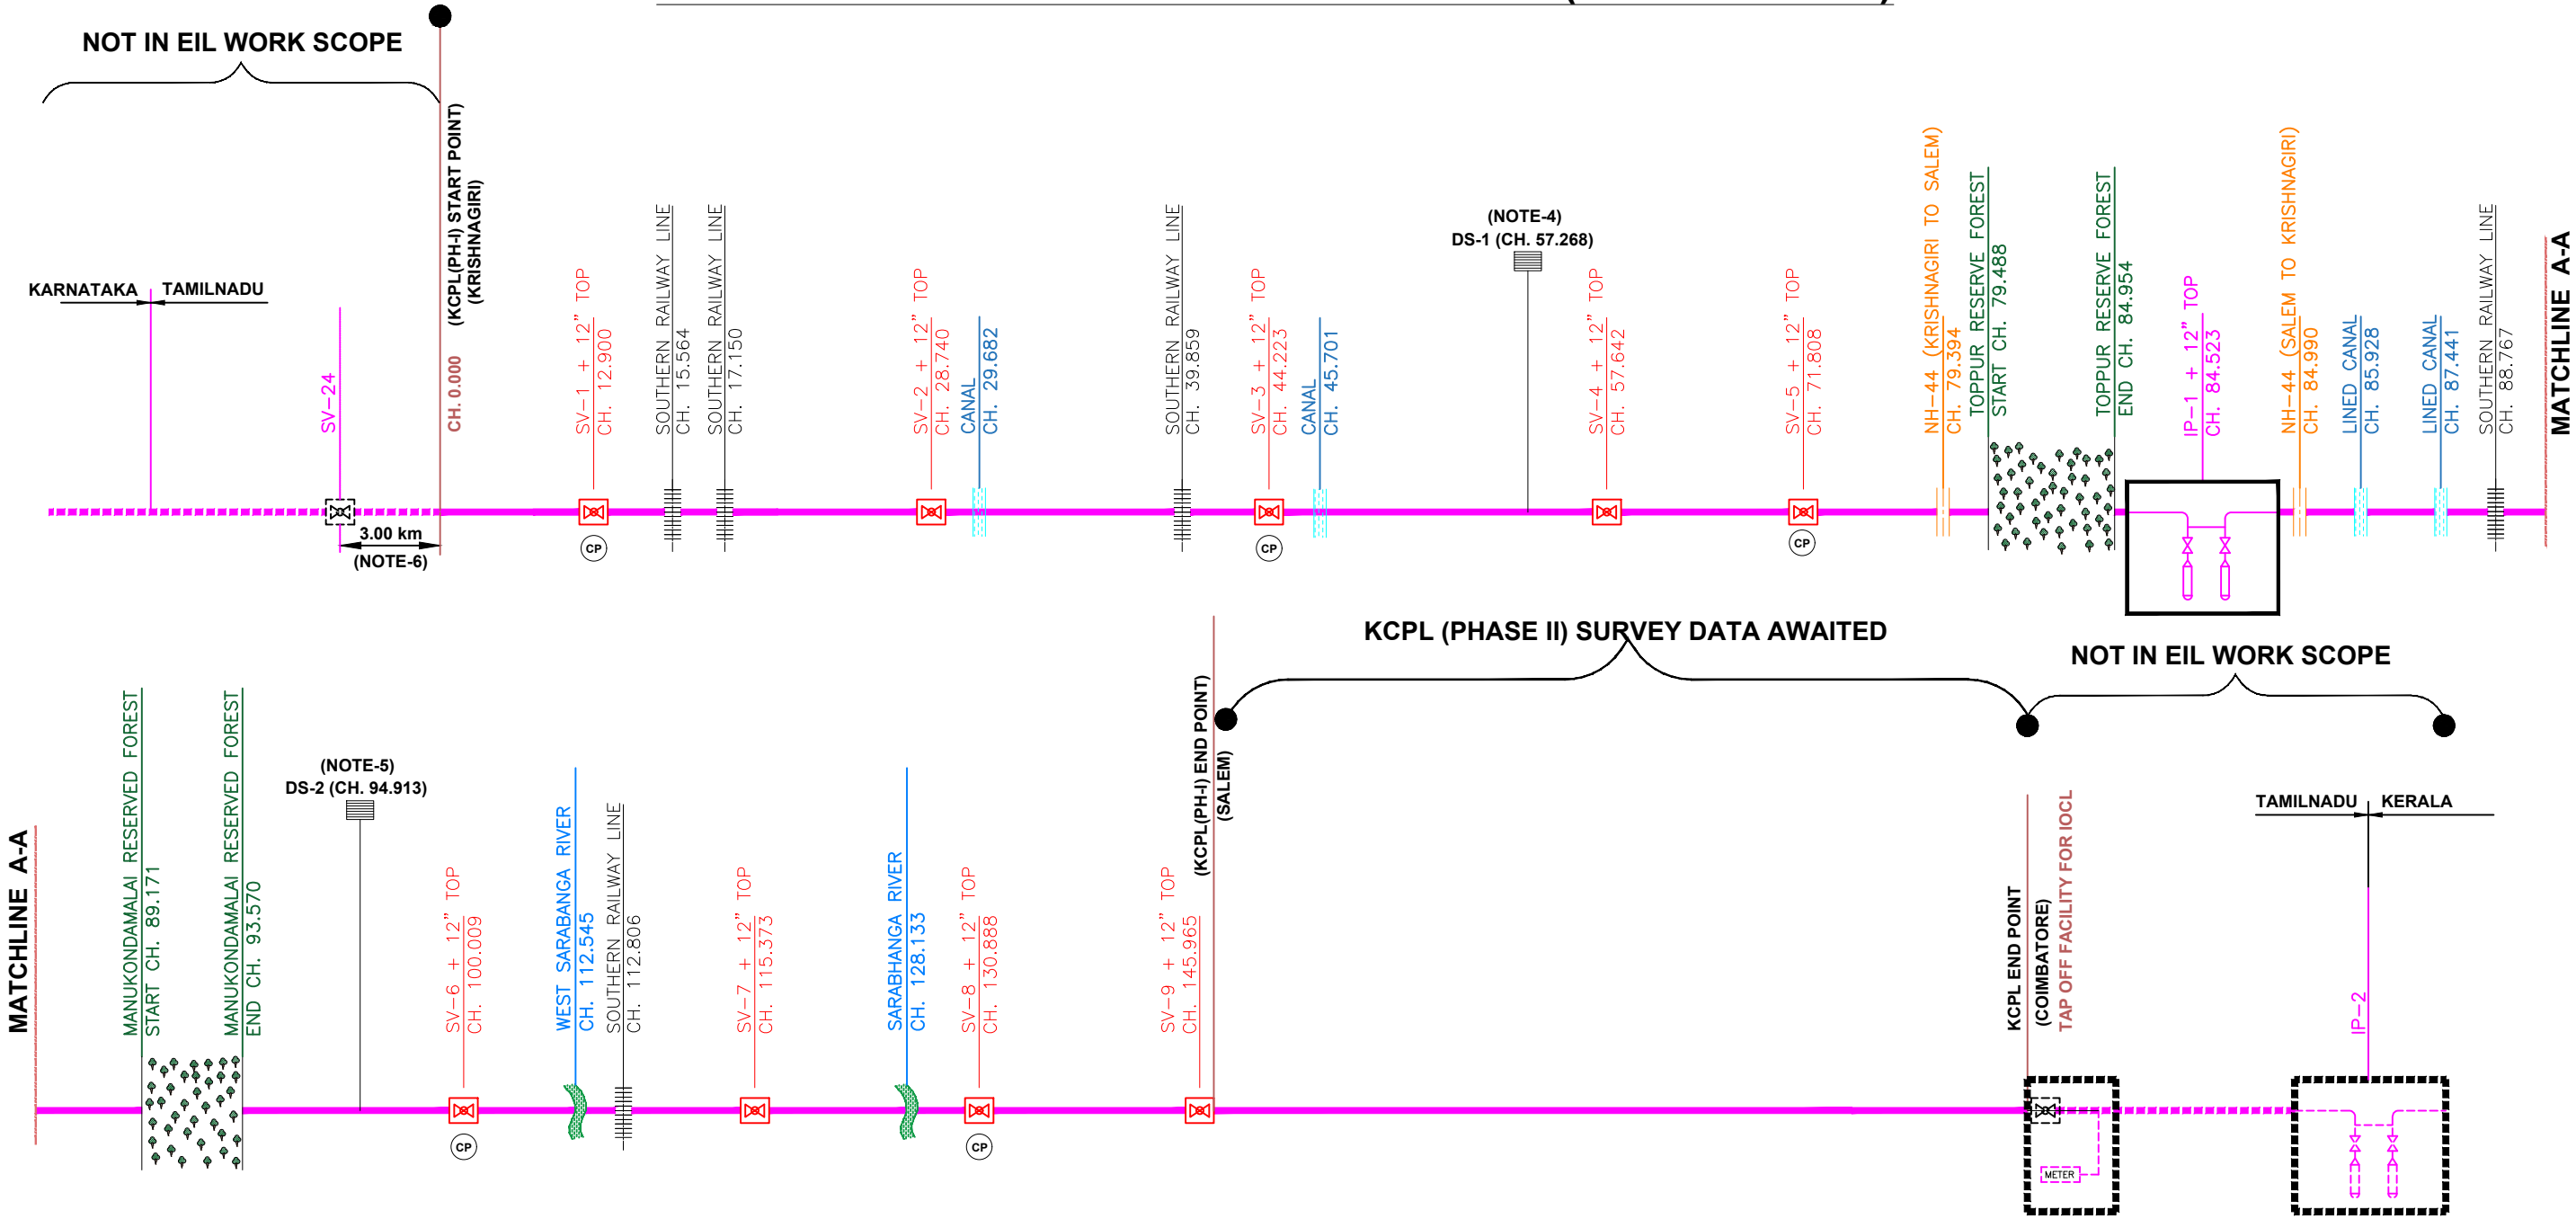 NOT IN EIL WORK SCOPE
(KCPL(PH-I) START POINT)
(KRISHNAGIRI)
CH. 0.000
KARNATAKA
TAMILNADU
SV-24
3.00 km
(NOTE-6)
SV-1 + 12" TOP
CH. 12.900
CP
SOUTHERN RAILWAY LINE
CH. 15.564
SOUTHERN RAILWAY LINE
CH. 17.150
SV-2 + 12" TOP
CH. 28.740
CANAL
CH. 29.682
SOUTHERN RAILWAY LINE
CH. 39.859
SV-3 + 12" TOP
CH. 44.223
CP
CANAL
CH. 45.701
(NOTE-4)
DS-1 (CH. 57.268)
SV-4 + 12" TOP
CH. 57.642
SV-5 + 12" TOP
CH. 71.808
CP
NH-44 (KRISHNAGIRI TO SALEM)
CH. 79.394
TOPPUR RESERVE FOREST
START CH. 79.488
TOPPUR RESERVE FOREST
END CH. 84.954
IP-1 + 12" TOP
CH. 84.523
NH-44 (SALEM TO KRISHNAGIRI)
CH. 84.990
LINED CANAL
CH. 85.928
LINED CANAL
CH. 87.441
SOUTHERN RAILWAY LINE
CH. 88.767
MATCHLINE A-A
MATCHLINE A-A
MANUKONDAMALAI RESERVED FOREST
START CH. 89.171
MANUKONDAMALAI RESERVED FOREST
END CH. 93.570
(NOTE-5)
DS-2 (CH. 94.913)
SV-6 + 12" TOP
CH. 100.009
CP
WEST SARABANGA RIVER
CH. 112.545
SOUTHERN RAILWAY LINE
CH. 112.806
SV-7 + 12" TOP
CH. 115.373
SARABHANGA RIVER
CH. 128.133
SV-8 + 12" TOP
CH. 130.888
CP
SV-9 + 12" TOP
CH. 145.965
(KCPL(PH-I) END POINT)
(SALEM)
KCPL (PHASE II) SURVEY DATA AWAITED
NOT IN EIL WORK SCOPE
KCPL END POINT
(COIMBATORE)
TAP OFF FACILITY FOR IOCL
METER
TAMILNADU
KERALA
IP-2